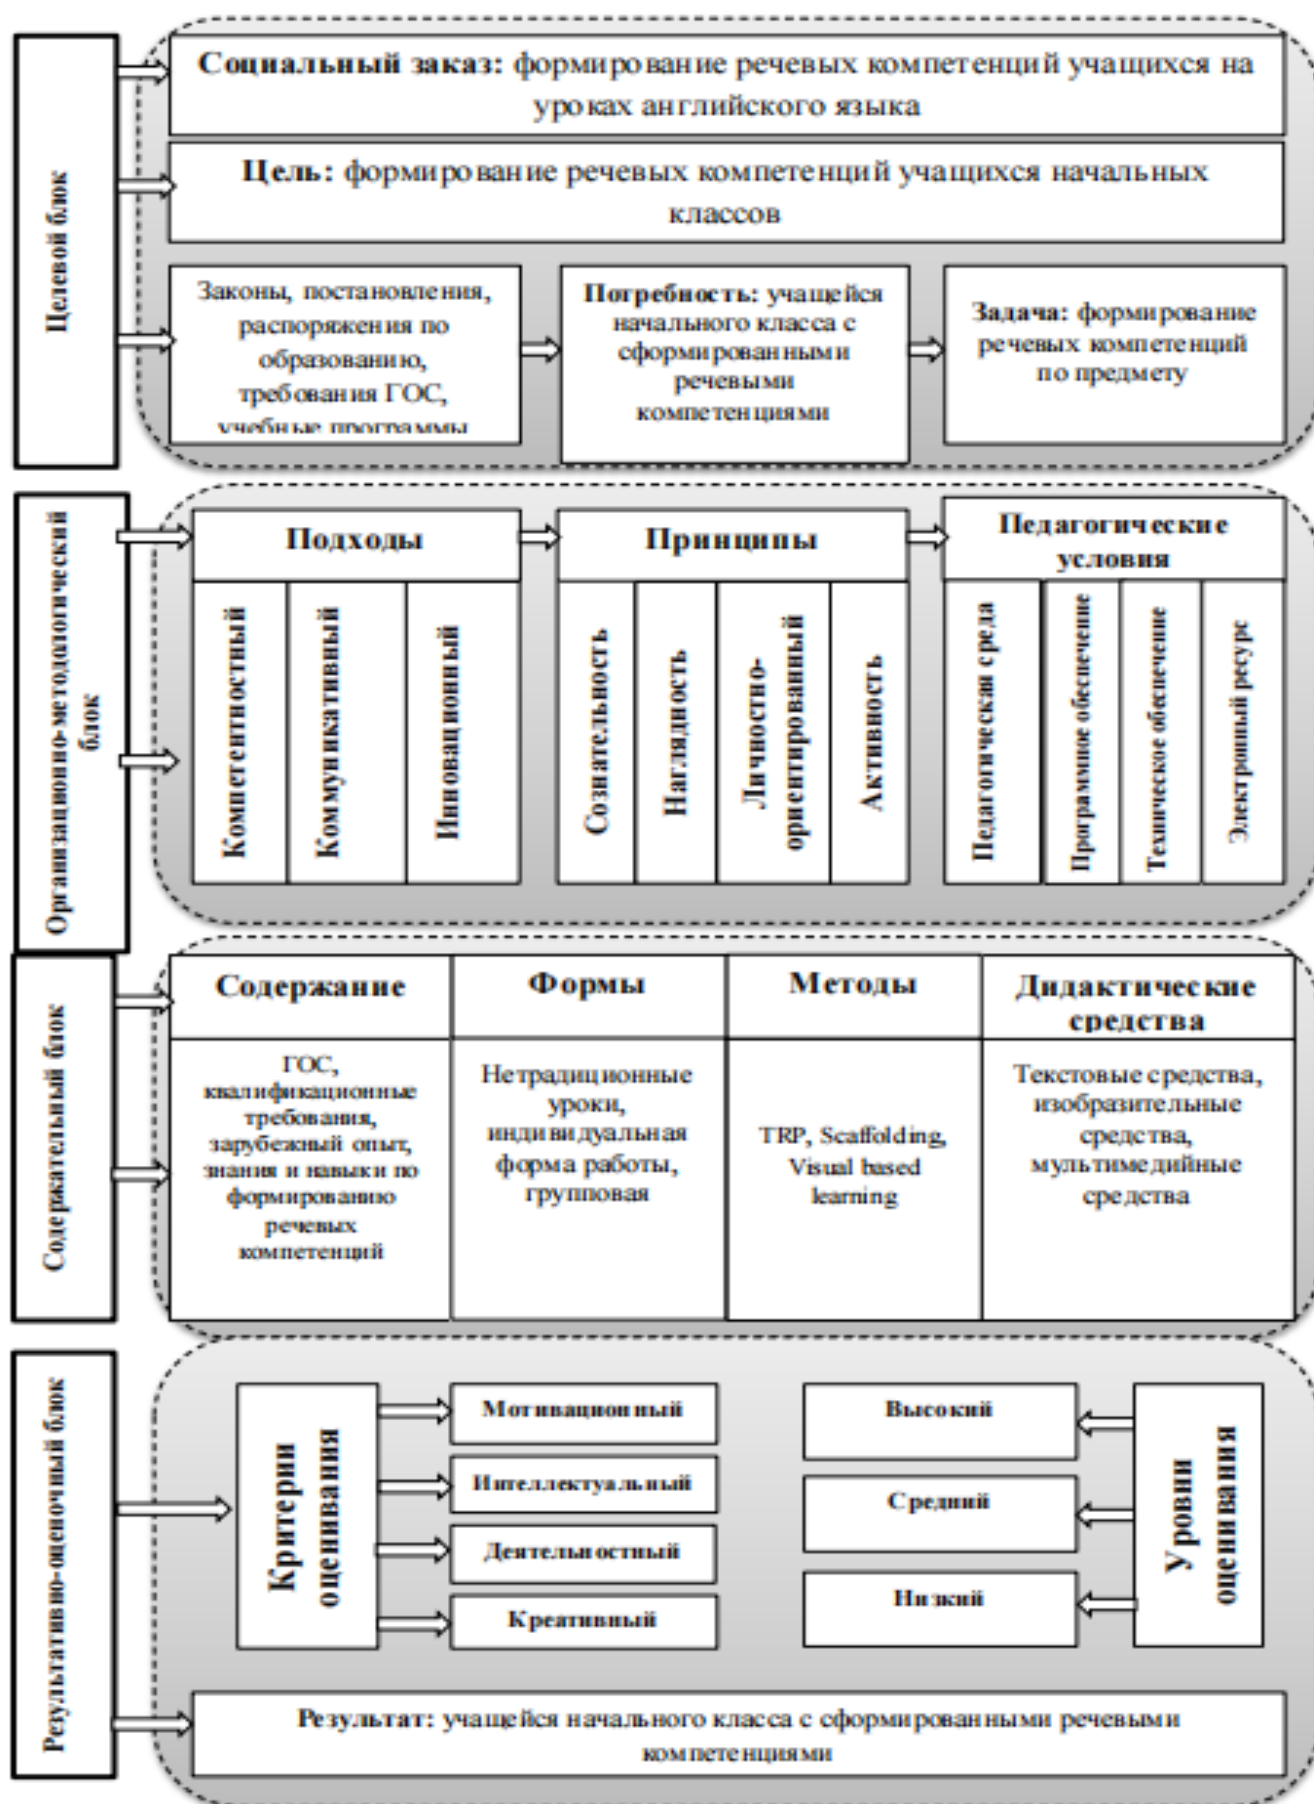 Целевой блок
Социальный заказ: формирование речевых компетенций учащихся на
уроках английского языка
Цель: формирование речевых компетенций учащихся начальных
классов
Законы, постановления,
распоряжения по
образованию,
требования ГОС,
учебные программы
Потребность: учащейся
начального класса с
сформированными
речевыми
компетенциями
Задача: формирование
речевых компетенций
по предмету
Организационно-методологический
блок
Подходы
Компетентностный
Коммуникативный
Инновационный
Принципы
Сознательность
Наглядность
Личностно-
ориентированный
Активность
Педагогические
условия
Педагогическая среда
Программное обеспечение
Техническое обеспечение
Электронный ресурс
Содержательный блок
Содержание
ГОС,
квалификационные
требования,
зарубежный опыт,
знания и навыки по
формированию
речевых
компетенций
Формы
Нетрадиционные
уроки,
индивидуальная
форма работы,
групповая
Методы
TRP, Scaffolding,
Visual based
learning
Дидактические
средства
Текстовые средства,
изобразительные
средства,
мультимедийные
средства
Результативно-оценочный блок
Критерии
оценивания
Мотивационный
Интеллектуальный
Деятельностный
Креативный
Высокий
Средний
Низкий
Уровни
оценивания
Результат: учащейся начального класса с сформированными речевыми
компетенциями